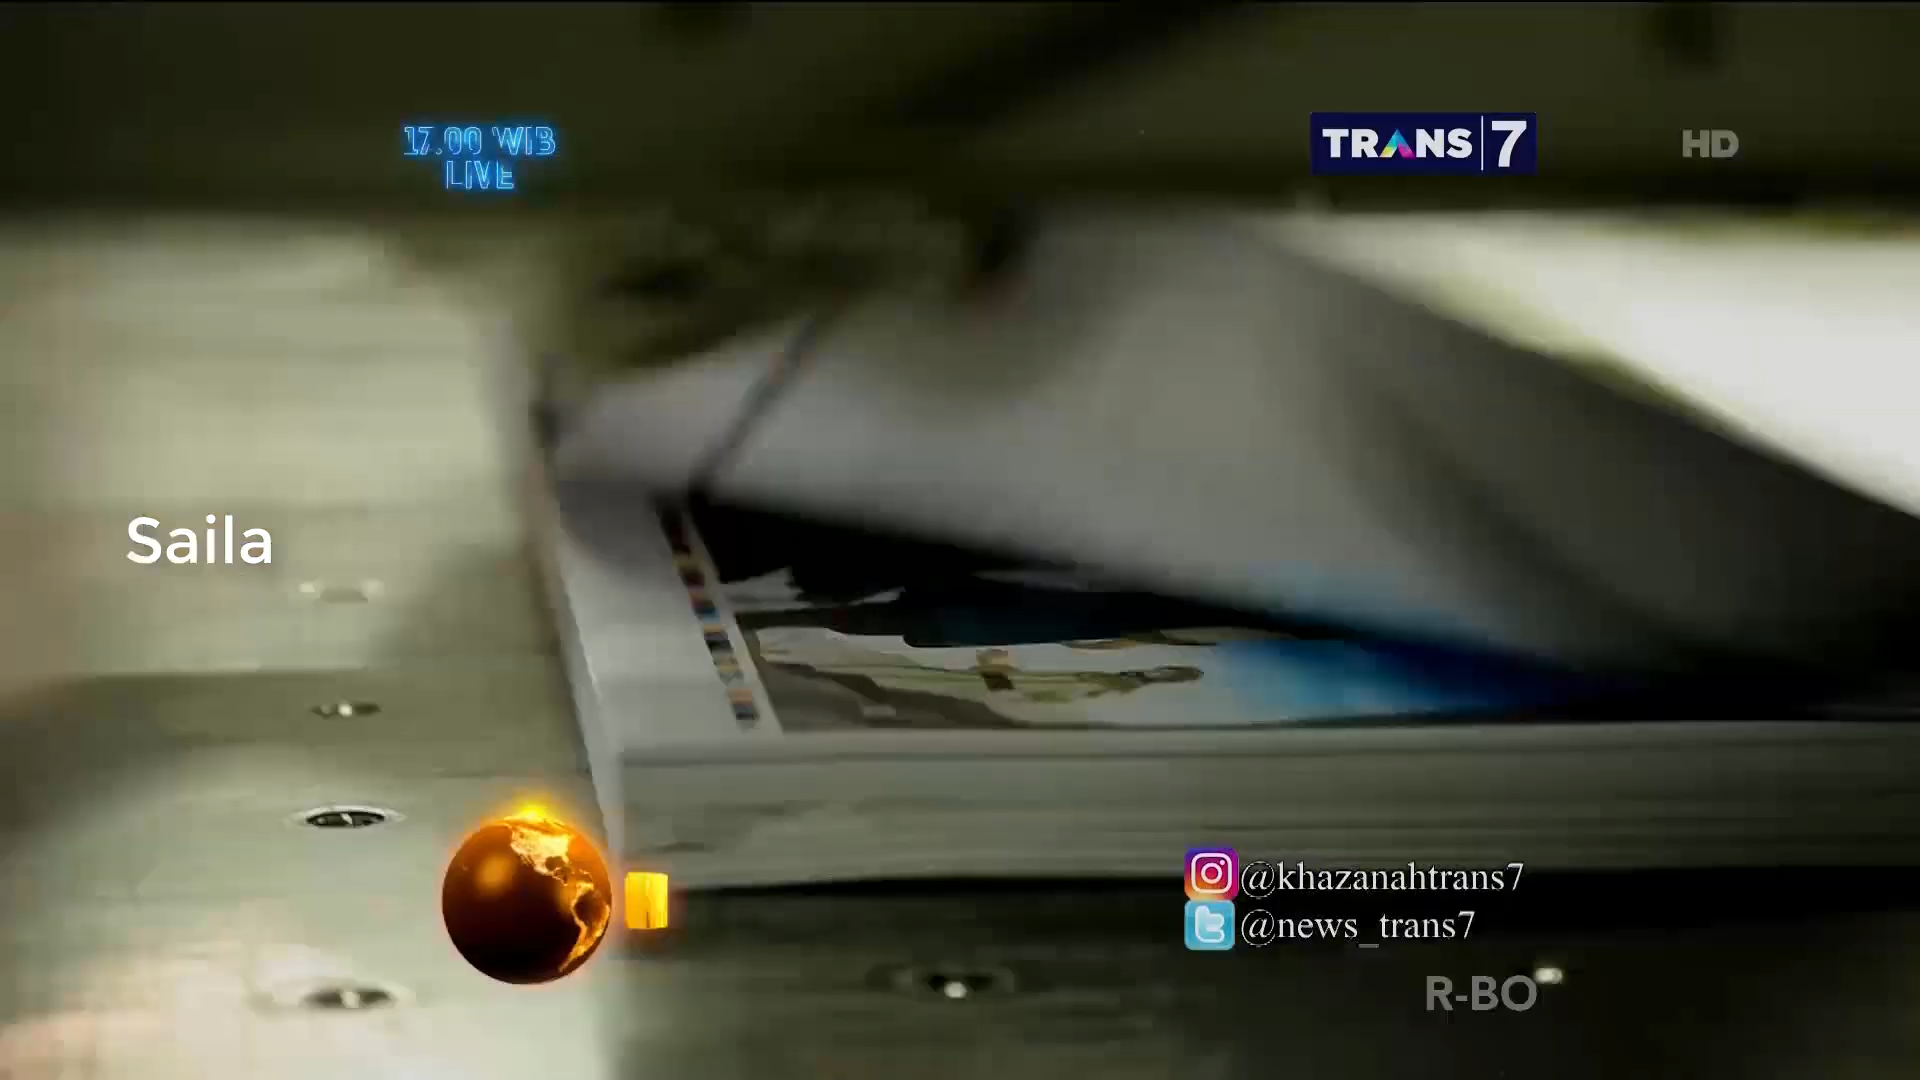 17.00 WIB
LIVE
TRANS|7
HD
Saila
@khazanahtrans7
@news_trans7
R-BO